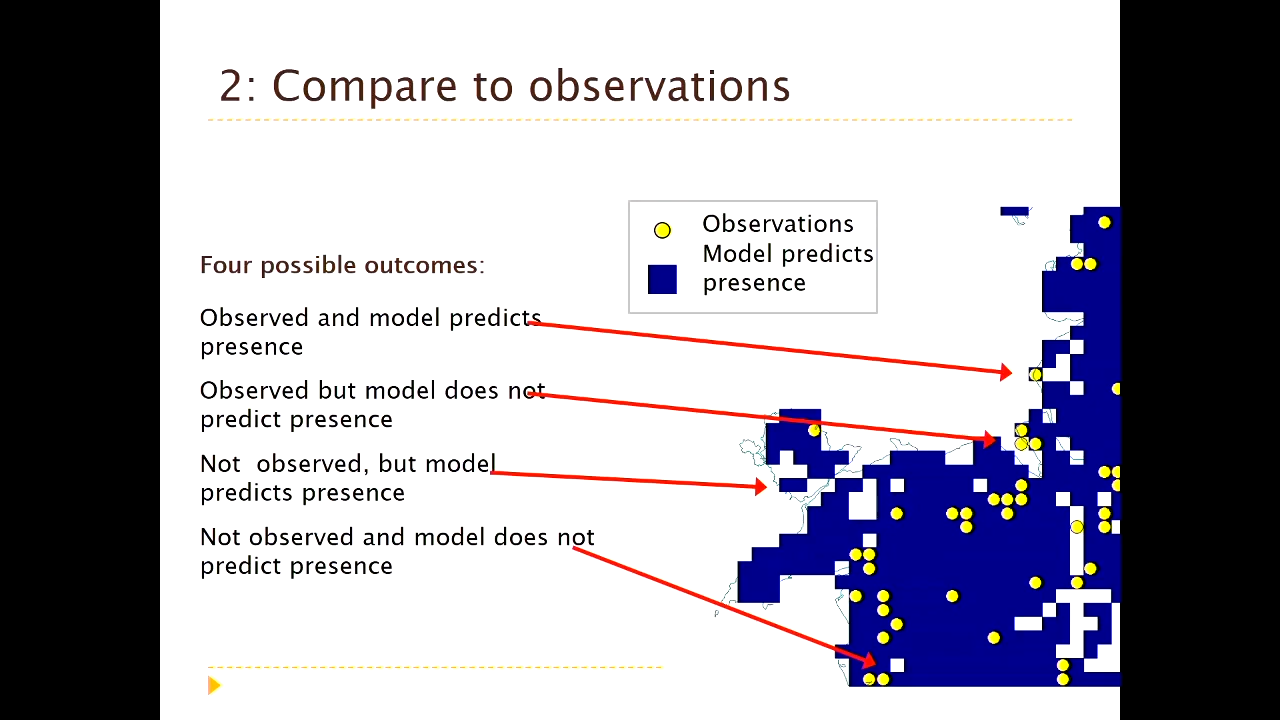 2: Compare to observations
Observations
Model predicts
presence
Four possible outcomes:
Observed and model predicts
presence
Observed but model does not
predict presence
Not  observed, but model
predicts presence
Not observed and model does not
predict presence